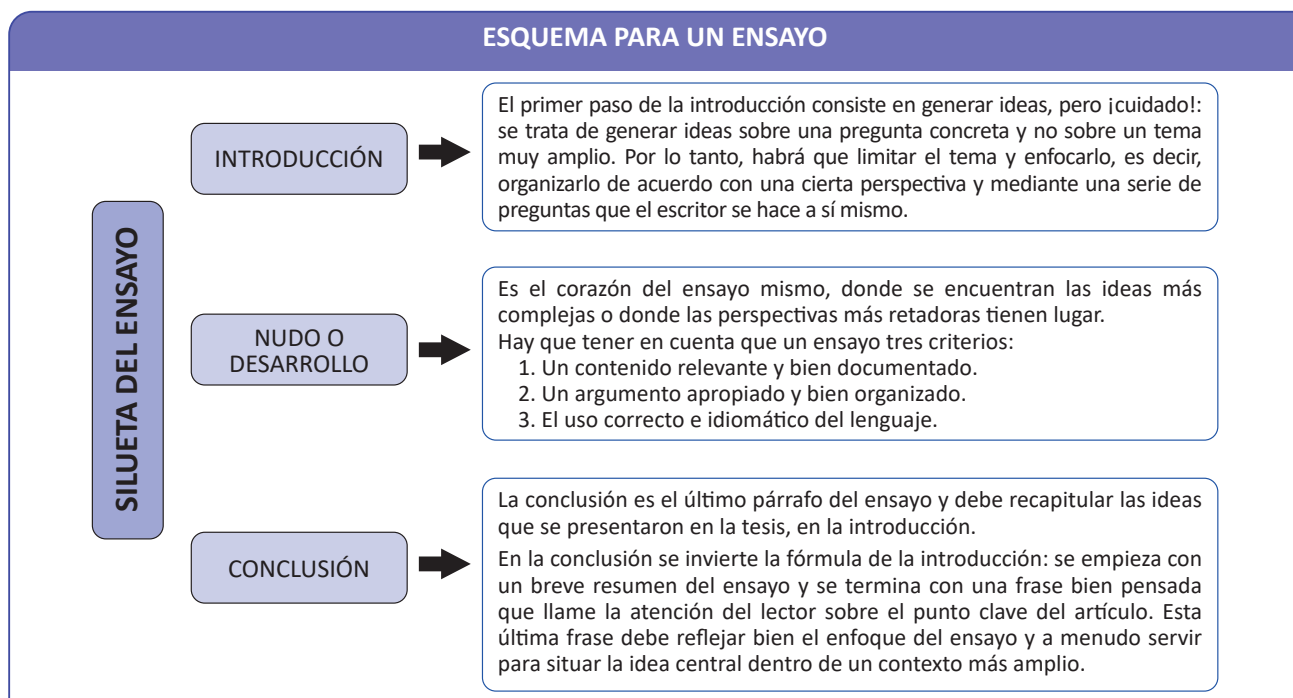 ESQUEMA PARA UN ENSAYO
SILUETA DEL ENSAYO
INTRODUCCIÓN
El primer paso de la introducción consiste en generar ideas, pero ¡cuidado!:
se trata de generar ideas sobre una pregunta concreta y no sobre un tema
muy amplio. Por lo tanto, habrá que limitar el tema y enfocarlo, es decir,
organizarlo de acuerdo con una cierta perspectiva y mediante una serie de
preguntas que el escritor se hace a sí mismo.
NUDO O
DESARROLLO
Es el corazón del ensayo mismo, donde se encuentran las ideas más
complejas o donde las perspectivas más retadoras tienen lugar.
Hay que tener en cuenta que un ensayo tres criterios:
1. Un contenido relevante y bien documentado.
2. Un argumento apropiado y bien organizado.
3. El uso correcto e idiomático del lenguaje.
CONCLUSIÓN
La conclusión es el último párrafo del ensayo y debe recapitular las ideas
que se presentaron en la tesis, en la introducción.
En la conclusión se invierte la fórmula de la introducción: se empieza con
un breve resumen del ensayo y se termina con una frase bien pensada
que llame la atención del lector sobre el punto clave del artículo. Esta
última frase debe reflejar bien el enfoque del ensayo y a menudo servir
para situar la idea central dentro de un contexto más amplio.